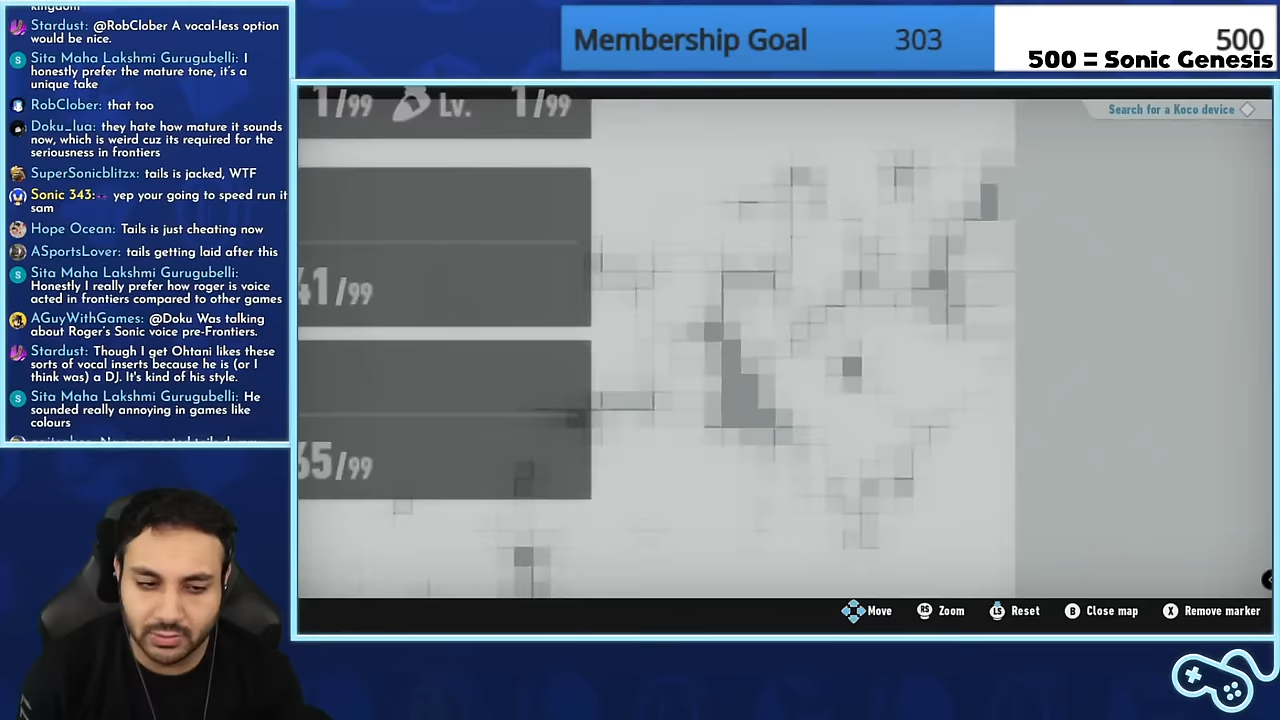 kingdom
Stardust: @RobClober A vocal-less option
would be nice.
S Sita Maha Lakshmi Gurugubelli: I
honestly prefer the mature tone, it's a
unique take
RobClober: that too
Doku_lua: they hate how mature it sounds
now, which is weird cuz its required for the
seriousness in frontiers
SuperSonicblitzx: tails is jacked, WTF
Sonic 343: yep your going to speed run it
sam
Hope Ocean: Tails is just cheating now
ASportsLover: tails getting laid after this
S Sita Maha Lakshmi Gurugubelli:
Honestly I really prefer how roger is voice
acted in frontiers compared to other games
AGuyWithGames: @Doku Was talking
about Roger's Sonic voice pre-Frontiers.
Stardust: Though I get Ohtani likes these
sorts of vocal inserts because he is (or I
think was) a DJ. It's kind of his style.
S Sita Maha Lakshmi Gurugubelli: He
sounded really annoying in games like
colours
Membership Goal 303 500
500 = Sonic Genesis
1/99 Lv. 1/99
Search for a Koco device
41/99
65/99
Move RS Zoom LS Reset B Close map X Remove marker